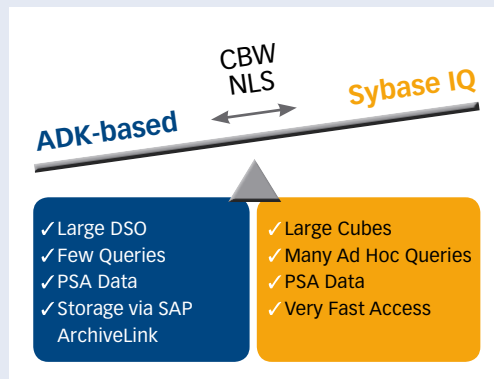 CBW
NLS
ADK-based
Sybase IQ
✓Large DSO
✓Few Queries
✓PSA Data
✓Storage via SAP
ArchiveLink
✓Large Cubes
✓Many Ad Hoc Queries
✓PSA Data
✓Very Fast Access